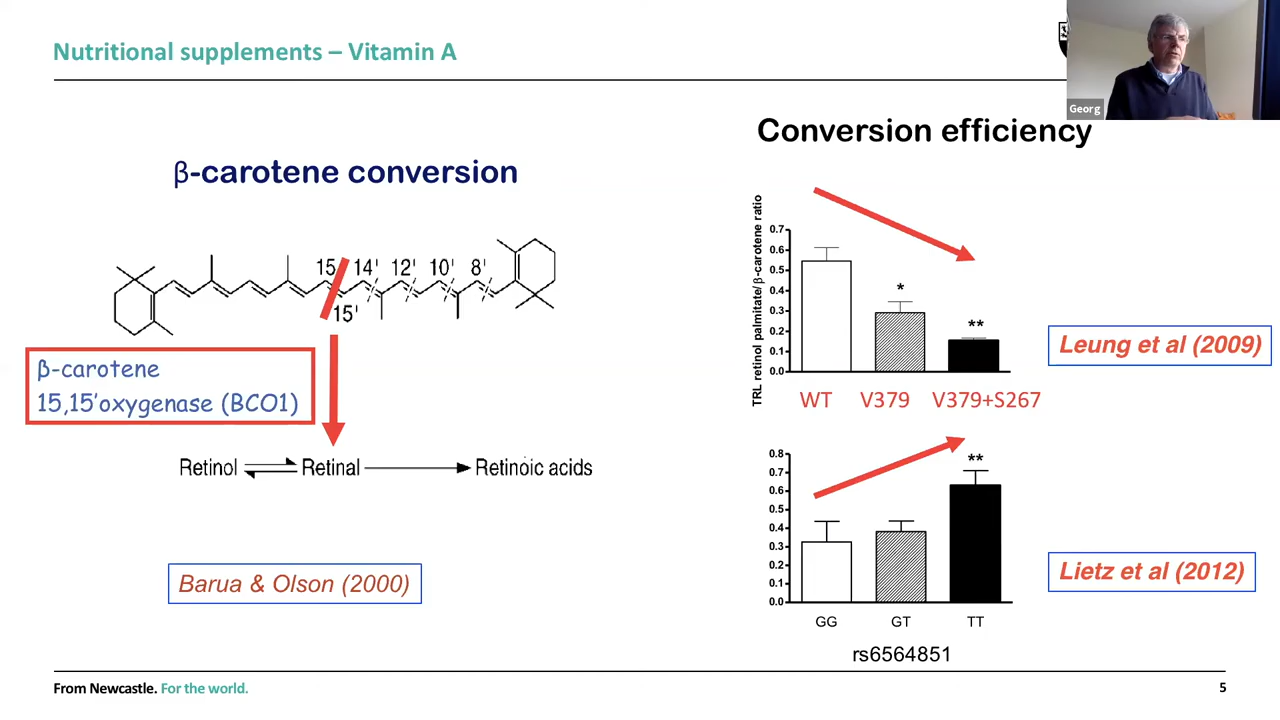 Nutritional supplements – Vitamin A
Georg
β-carotene conversion
15 14' 12' 10' 8'
15'
β-carotene
15,15'oxygenase (BCO1)
Retinol Retinal Retinoic acids
Barua & Olson (2000)
Conversion efficiency
TRL retinol palmitate/β-carotene ratio
0.7
0.6
0.5
0.4
0.3
0.2
0.1
0.0
*
**
WT V379 V379+S267
Leung et al (2009)
0.8
0.7
0.6
0.5
0.4
0.3
0.2
0.1
0.0
**
GG GT TT
rs6564851
Lietz et al (2012)
From Newcastle. For the world.
5